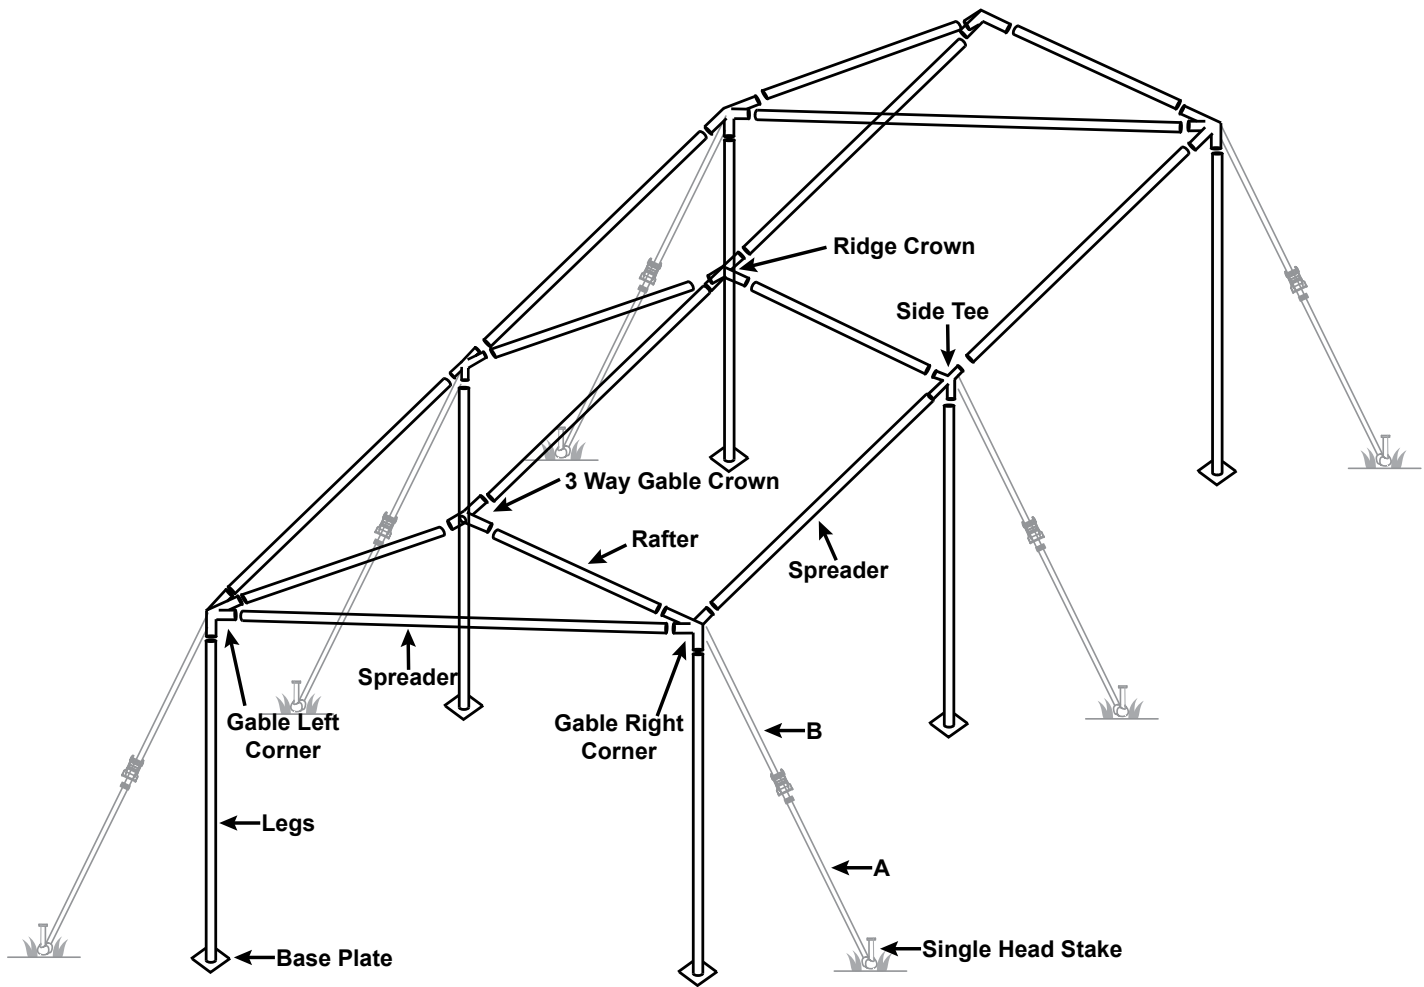 Ridge Crown
Side Tee
3 Way Gable Crown
Rafter
Spreader
Spreader
Gable Left
Corner
Gable Right
Corner
B
Legs
A
Single Head Stake
Base Plate